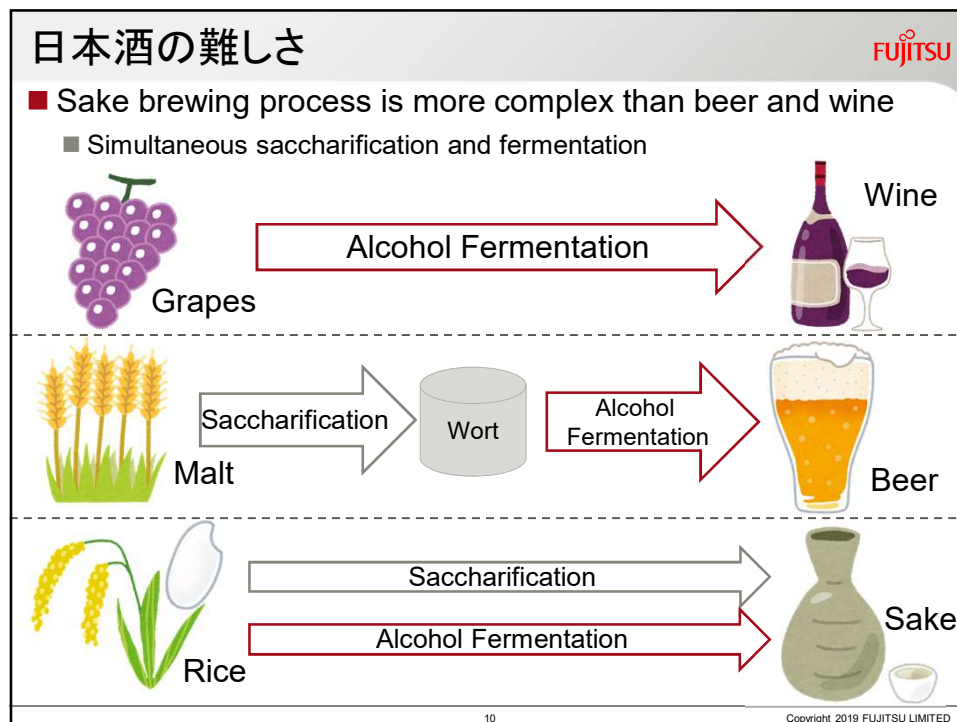 日本酒の難しさ
FUJITSU
Sake brewing process is more complex than beer and wine
Simultaneous saccharification and fermentation
Wine
Alcohol Fermentation
Grapes
Saccharification
Wort
Alcohol
Fermentation
Malt
Beer
Saccharification
Alcohol Fermentation
Sake
Rice
10
Copyright 2019 FUJITSU LIMITED